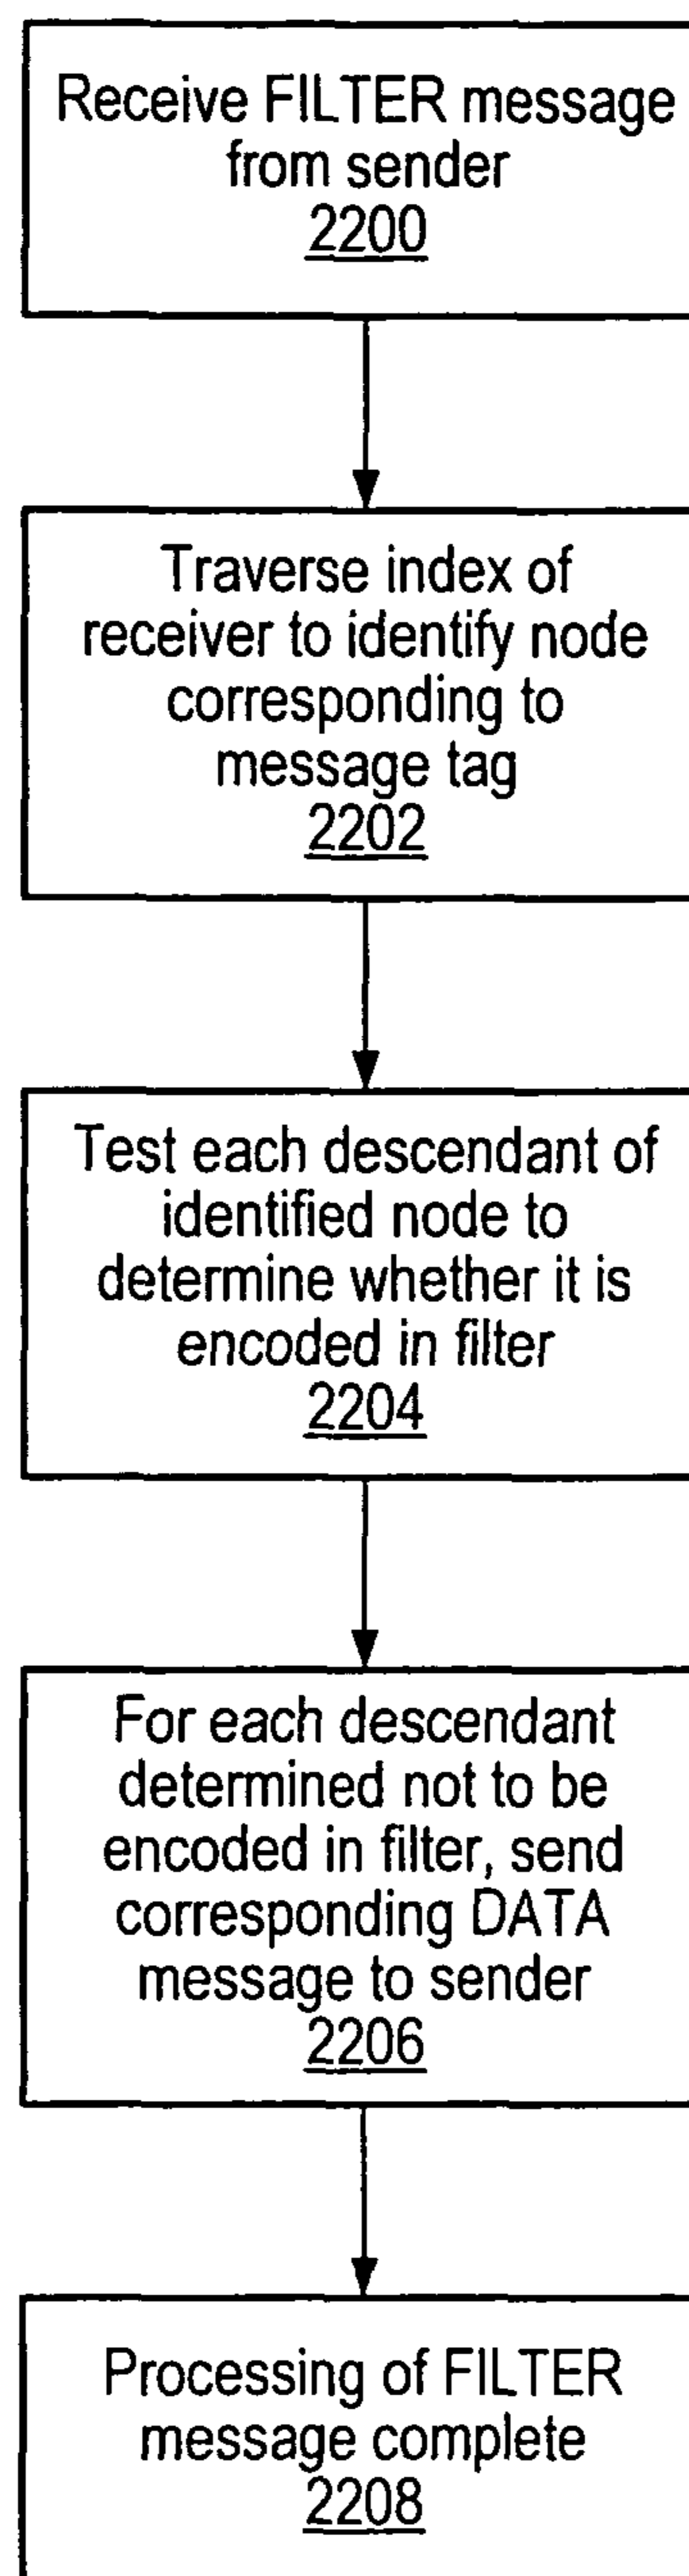 Receive FILTER message
from sender
2200
Traverse index of
receiver to identify node
corresponding to
message tag
2202
Test each descendant of
identified node to
determine whether it is
encoded in filter
2204
For each descendant
determined not to be
encoded in filter, send
corresponding DATA
message to sender
2206
Processing of FILTER
message complete
2208